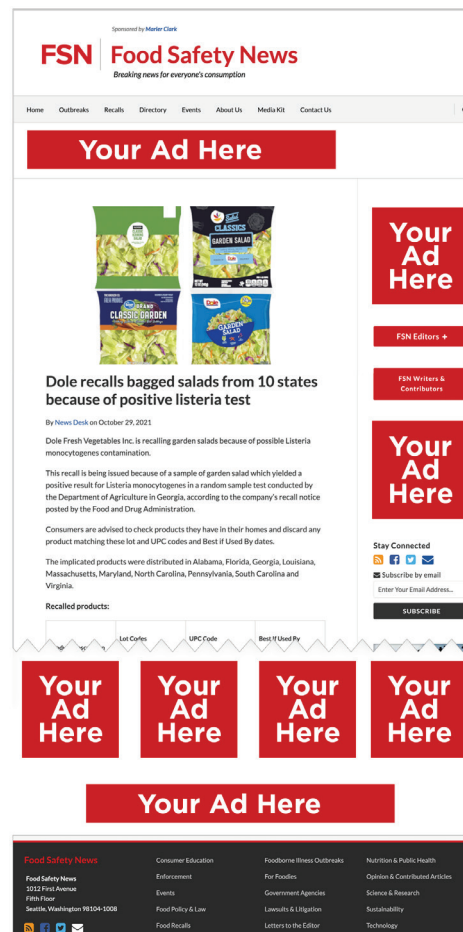 Sponsored by Marler Clark
FSN Food Safety News
Breaking news for everyone's consumption
Home Outbreaks Recalls Directory Events About Us Media Kit Contact Us
Your Ad Here
CLASSICS
GARDEN SALAD
Dole
BRAND
CLASSIC GARDEN
Dole
GARDEN
SALAD
Your
Ad
Here
FSN Editors +
FSN Writers &
Contributors
Your
Ad
Here
Dole recalls bagged salads from 10 states
because of positive listeria test
By News Desk on October 29, 2021
Dole Fresh Vegetables Inc. is recalling garden salads because of possible Listeria
monocytogenes contamination.
This recall is being issued because of a sample of garden salad which yielded a
positive result for Listeria monocytogenes in a random sample test conducted by
the Department of Agriculture in Georgia, according to the company's recall notice
posted by the Food and Drug Administration.
Consumers are advised to check products they have in their homes and discard any
product matching these lot and UPC codes and Best if Used By dates.
The implicated products were distributed in Alabama, Florida, Georgia, Louisiana,
Massachusetts, Maryland, North Carolina, Pennsylvania, South Carolina and
Virginia.
Recalled products:
Lot Codes UPC Code Best If Used By
Stay Connected
Subscribe by email
Enter Your Email Address...
SUBSCRIBE
Your
Ad
Here
Your
Ad
Here
Your
Ad
Here
Your
Ad
Here
Your Ad Here
Food Safety News
Food Safety News
1012 First Avenue
Fifth Floor
Seattle, Washington 98104-1008
Consumer Education
Enforcement
Events
Food Policy & Law
Food Recalls
Foodborne Illness Outbreaks
For Foodies
Government Agencies
Lawsuits & Litigation
Letters to the Editor
Nutrition & Public Health
Opinion & Contributed Articles
Science & Research
Sustainability
Technology